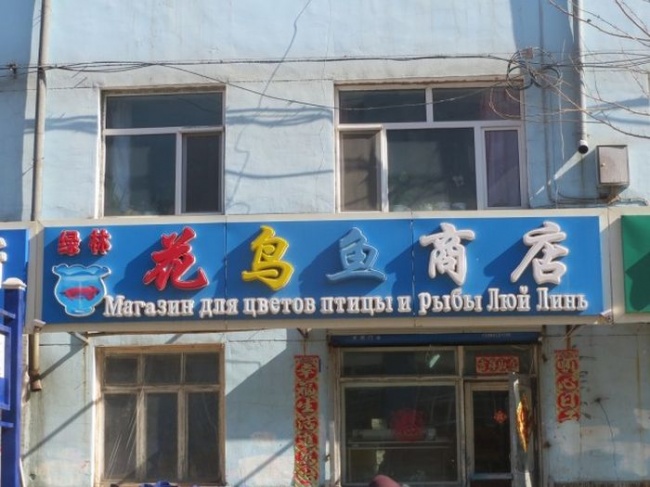 绿林
花鸟鱼商店
Магазин для цветов птицы и рыбы Люй Линь